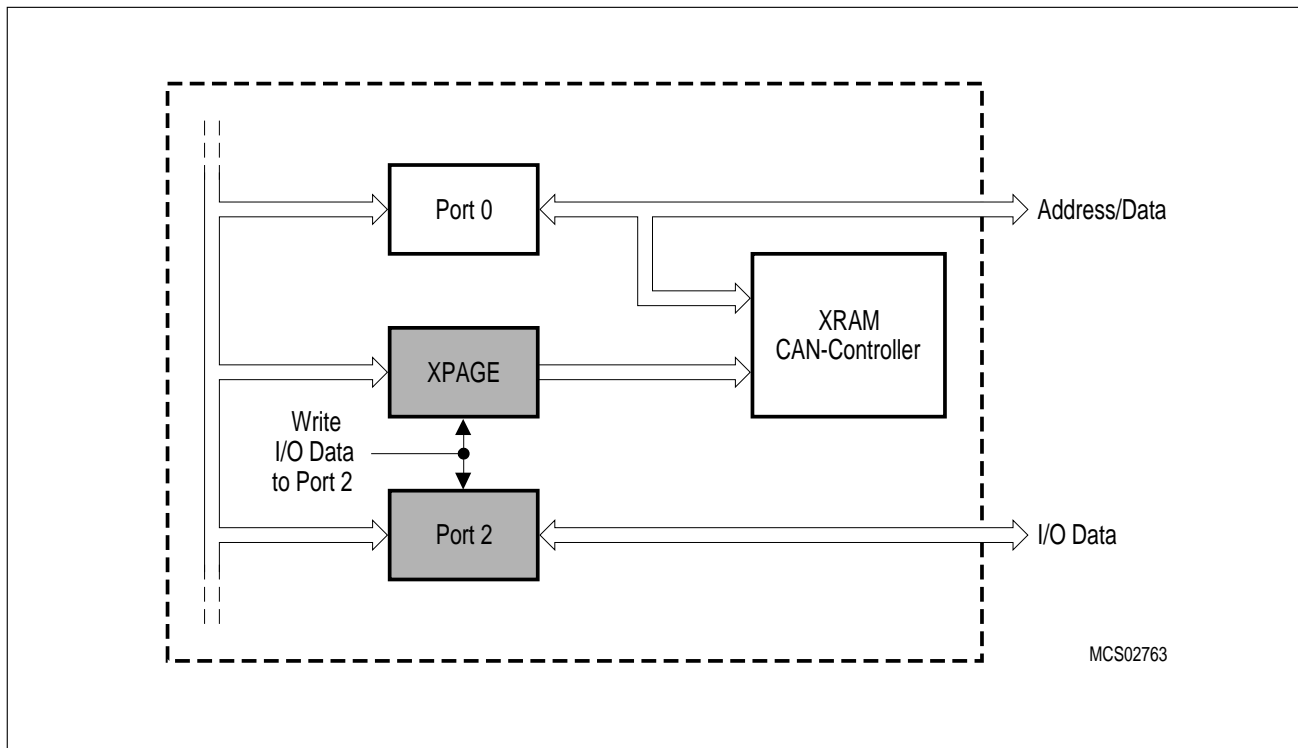 Port 0
Address/Data
XRAM
CAN-Controller
XPAGE
Write
I/O Data
to Port 2
Port 2
I/O Data
MCS02763